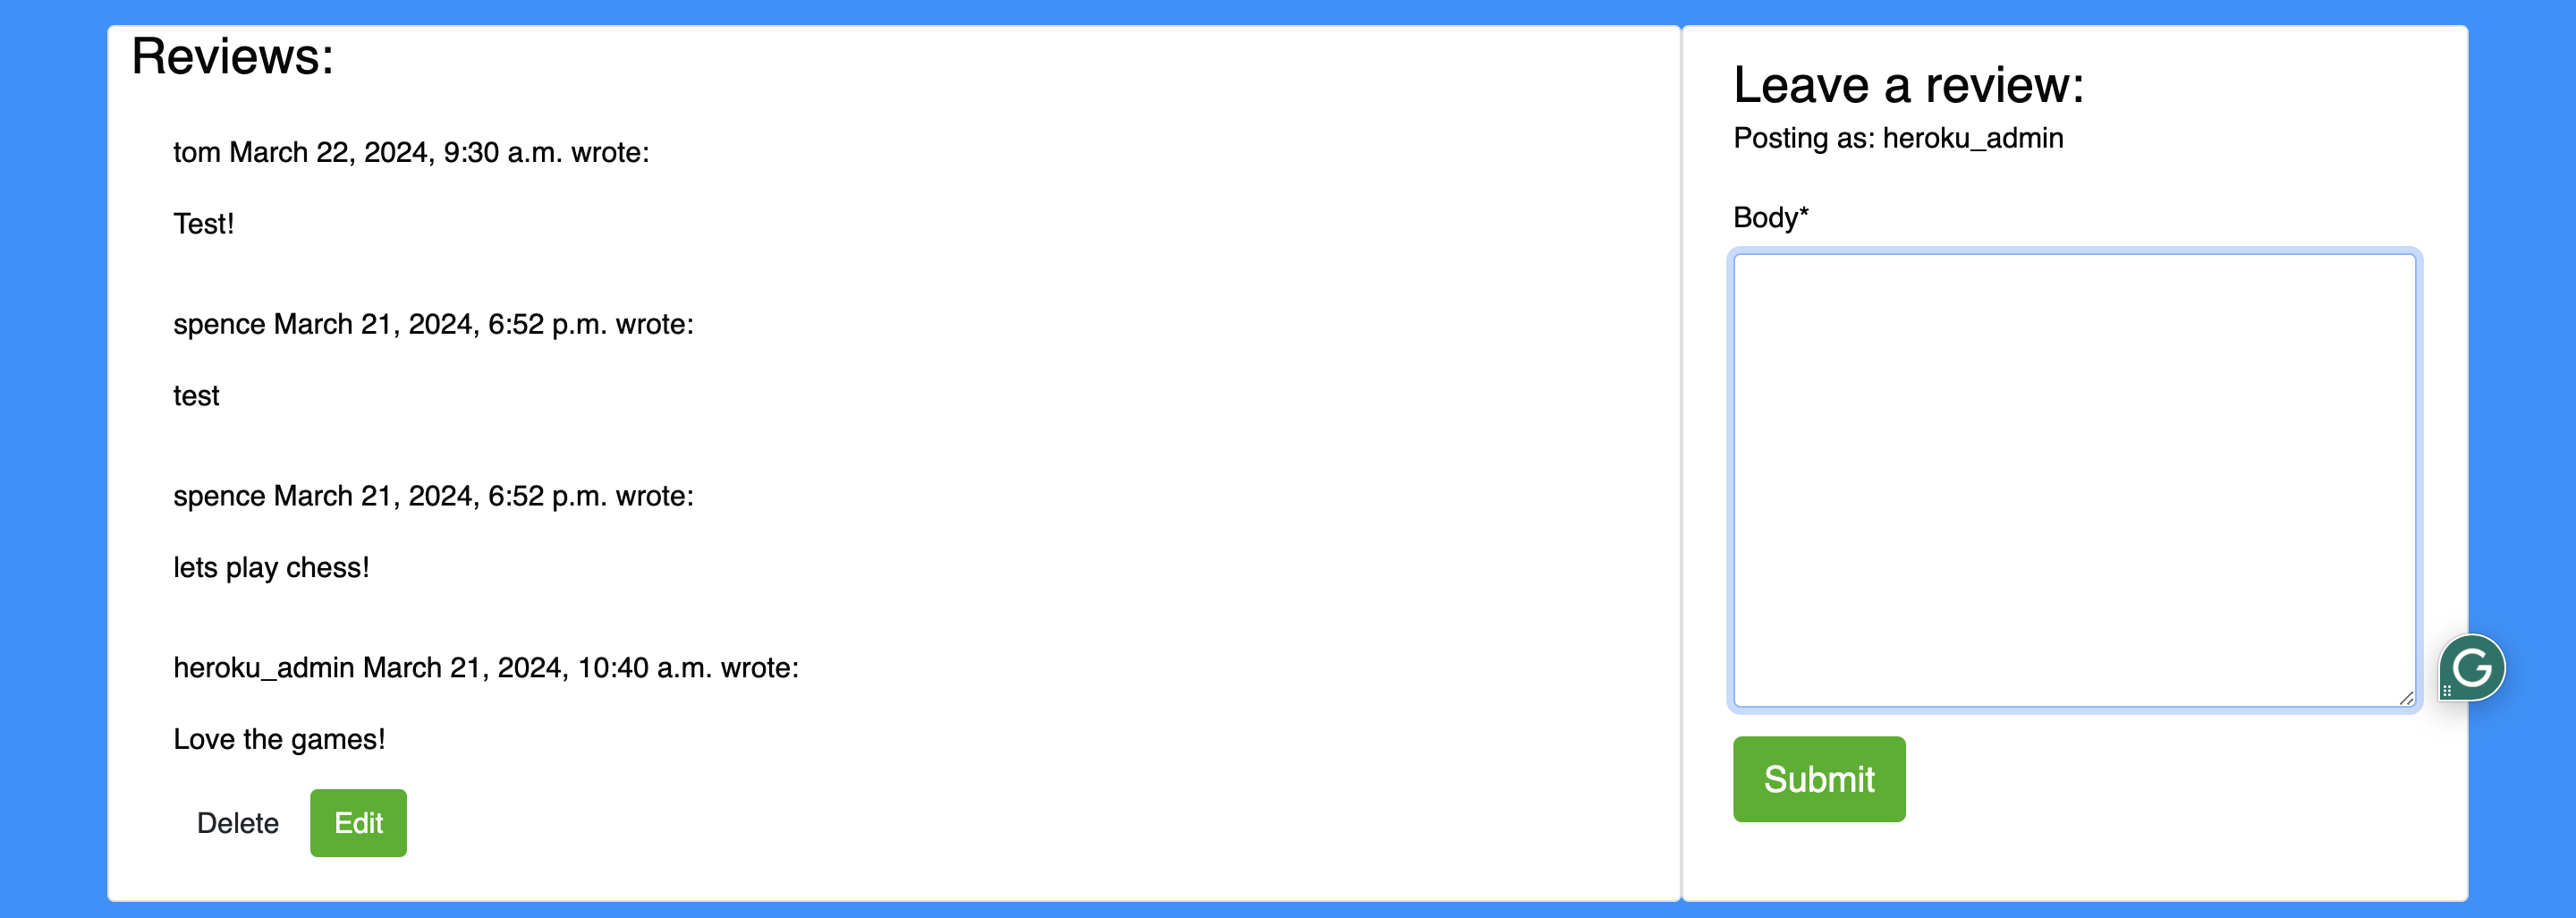 Reviews:
tom March 22, 2024, 9:30 a.m. wrote:
Test!
spence March 21, 2024, 6:52 p.m. wrote:
test
spence March 21, 2024, 6:52 p.m. wrote:
lets play chess!
heroku_admin March 21, 2024, 10:40 a.m. wrote:
Love the games!
Delete Edit
Leave a review:
Posting as: heroku_admin
Body*
Submit
G